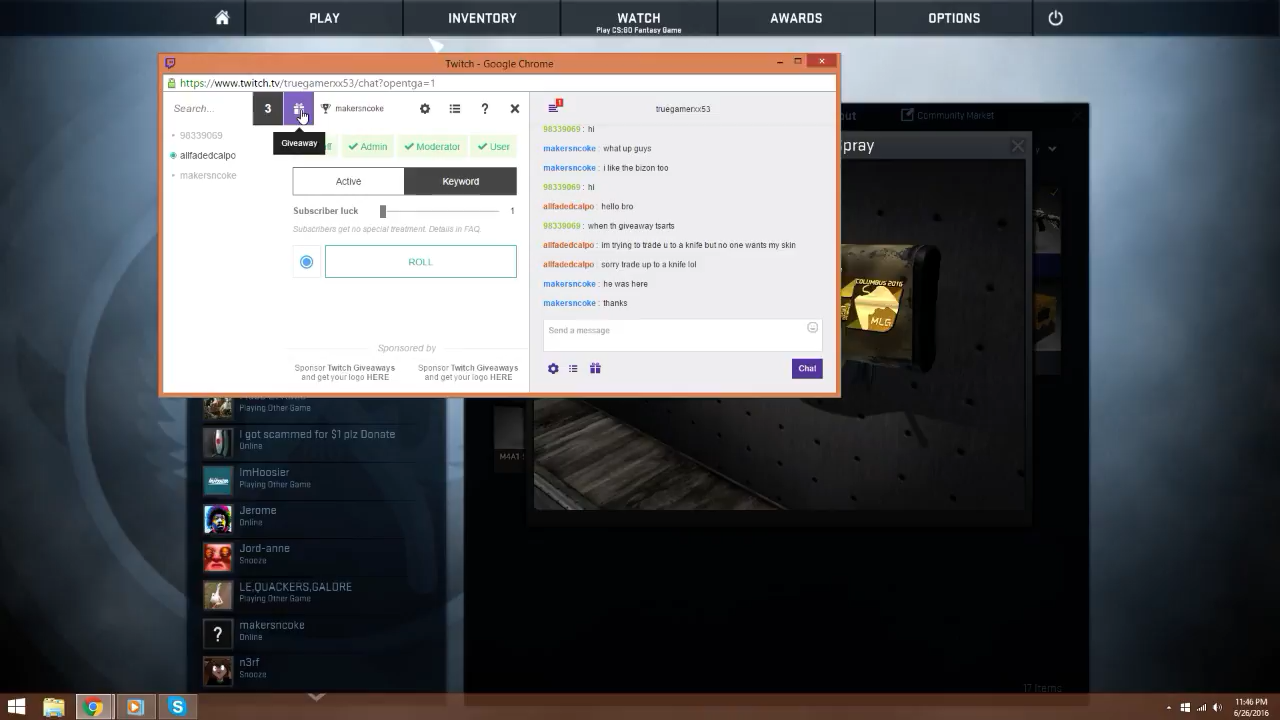 PLAY
INVENTORY
WATCH
Play CS:GO Fantasy Game
AWARDS
OPTIONS
Twitch - Google Chrome
https://www.twitch.tv/truegamerxx53/chat?opentga=1
Search...
3
makersncoke
Giveaway
98339069
allfadedcalpo
makersncoke
Admin
Moderator
User
Active
Keyword
Subscriber luck
1
Subscribers get no special treatment. Details in FAQ.
ROLL
Sponsored by
Sponsor Twitch Giveaways
and get your logo HERE
Sponsor Twitch Giveaways
and get your logo HERE
1
truegamerxx53
98339069 : hi
makersncoke : what up guys
makersncoke : i like the bizon too
98339069 : hi
allfadedcalpo : hello bro
98339069 : when th giveaway tsarts
allfadedcalpo : im trying to trade u to a knife but no one wants my skin
allfadedcalpo : sorry trade up to a knife lol
makersncoke : he was here
makersncoke : thanks
Send a message
Chat
Community Market
COLUMBUS 2016
MLG
M4A1
Playing Other Game
I got scammed for $1 plz Donate
Online
ImHoosier
Playing Other Game
Jerome
Online
Jord-anne
Snooze
LE,QUACKERS,GALORE
Playing Other Game
? makersncoke
Online
n3rf
Snooze
17 items
11:46 PM
6/26/2016